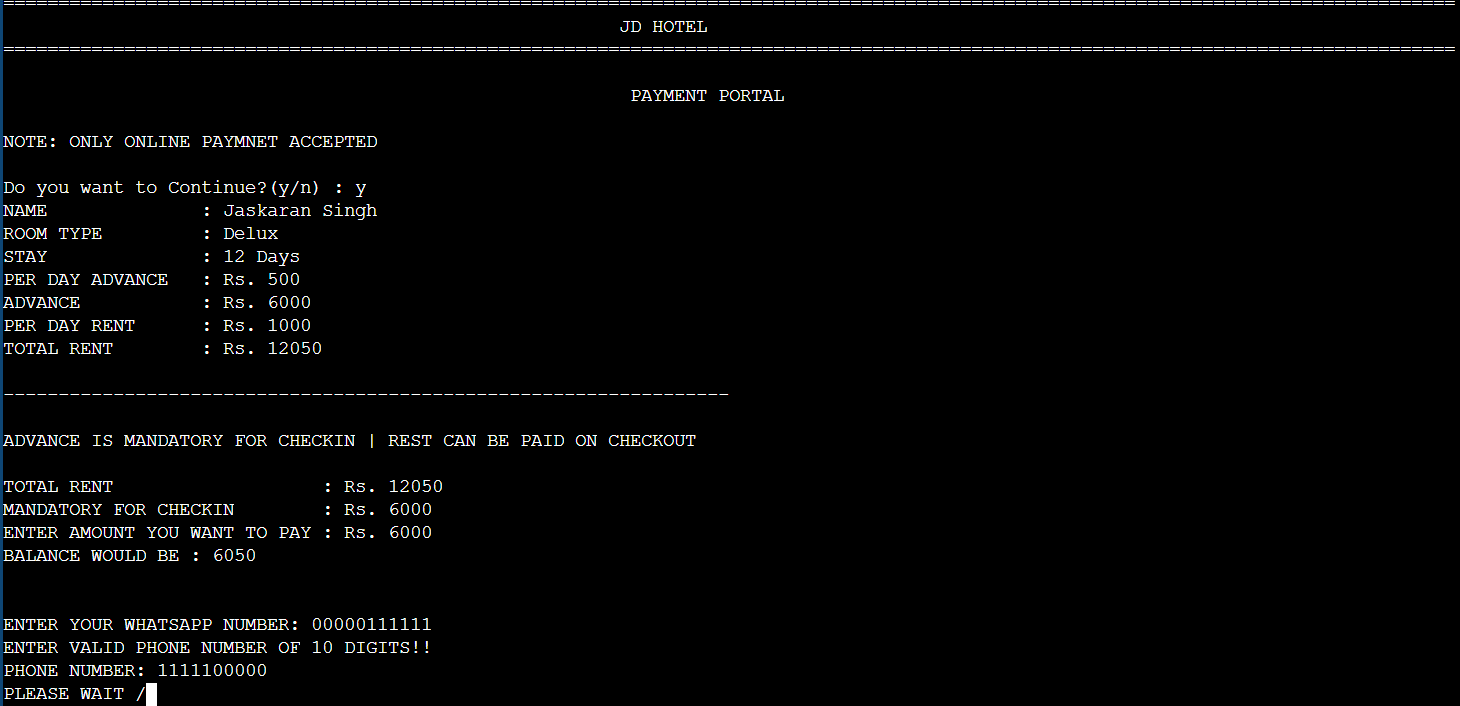 ====================================================================================================================================
JD HOTEL
====================================================================================================================================
PAYMENT PORTAL
NOTE: ONLY ONLINE PAYMNET ACCEPTED
Do you want to Continue?(y/n) : y
NAME : Jaskaran Singh
ROOM TYPE : Delux
STAY : 12 Days
PER DAY ADVANCE : Rs. 500
ADVANCE : Rs. 6000
PER DAY RENT : Rs. 1000
TOTAL RENT : Rs. 12050
------------------------------------------------------------------
ADVANCE IS MANDATORY FOR CHECKIN | REST CAN BE PAID ON CHECKOUT
TOTAL RENT : Rs. 12050
MANDATORY FOR CHECKIN : Rs. 6000
ENTER AMOUNT YOU WANT TO PAY : Rs. 6000
BALANCE WOULD BE : 6050
ENTER YOUR WHATSAPP NUMBER: 00000111111
ENTER VALID PHONE NUMBER OF 10 DIGITS!!
PHONE NUMBER: 1111100000
PLEASE WAIT /